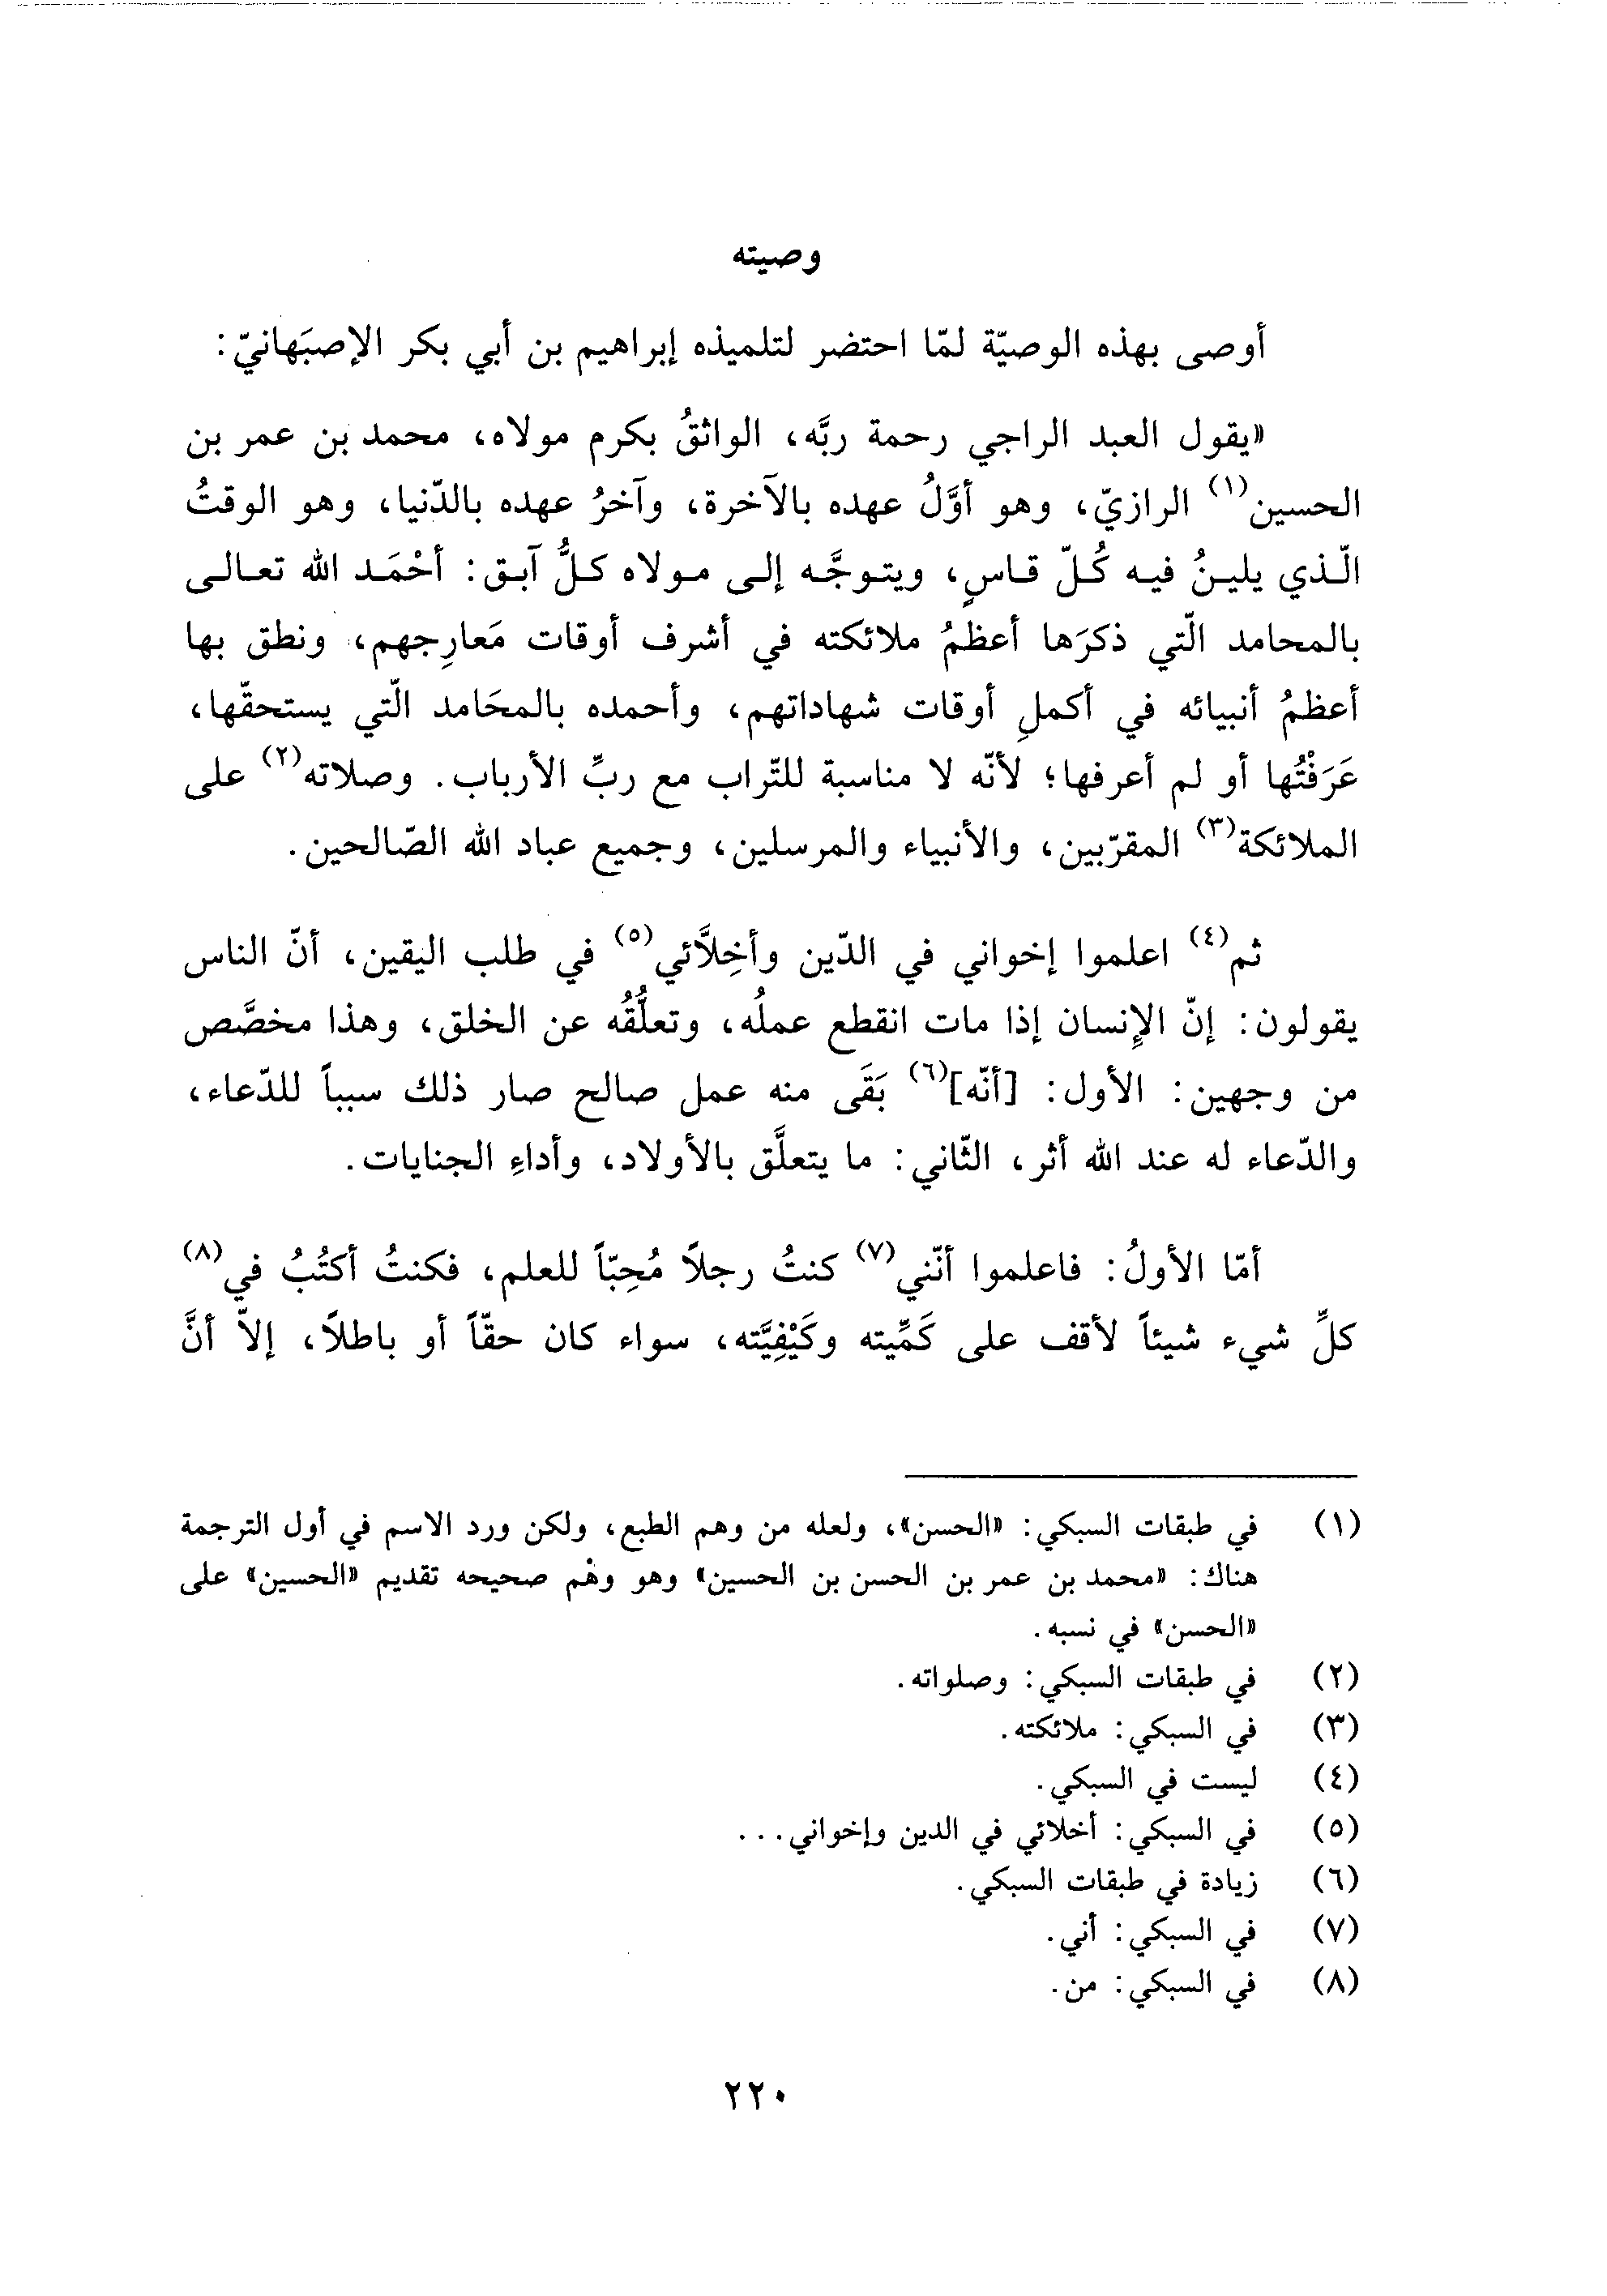 وصيته
أوصى بهذه الوصيّة لمّا احتضر لتلميذه إبراهيم بن أبي بكر الإصبَهانيّ:
«يقول العبد الراجي رحمة ربَّه، الواثقُ بكرم مولاه، محمد بن عمر بن
الحسين(١) الرازيّ، وهو أوَّلُ عهده بالآخرة، وآخرُ عهده بالدّنيا، وهو الوقتُ
الّذي يلينُ فيه كُلّ قاسٍ، ويتوجَّه إلى مولاه كلُّ آبق: أحْمَد الله تعالى
بالمحامد الّتي ذكرَها أعظمُ ملائكته في أشرف أوقات مَعارِجهم، ونطق بها
أعظمُ أنبيائه في أكملِ أوقات شهاداتهم، وأحمده بالمحَامد الّتي يستحقّها،
عَرَفْتُها أو لم أعرفها؛ لأنّه لا مناسبة للتّراب مع ربِّ الأرباب. وصلاته(٢) على
الملائكة(٣) المقرّبين، والأنبياء والمرسلين، وجميع عباد الله الصّالحين.
ثم(٤) اعلموا إخواني في الدّين وأخِلاَّئي(٥) في طلب اليقين، أنّ الناس
يقولون: إنّ الإنسان إذا مات انقطع عملُه، وتعلُّقُه عن الخلق، وهذا مخصَّص
من وجهين: الأول: [أنّه](٦) بَقَى منه عمل صالح صار ذلك سبباً للدّعاء،
والدّعاء له عند الله أثر، الثّاني: ما يتعلَّق بالأولاد، وأداءِ الجنايات.
أمّا الأولُ: فاعلموا أنّني(٧) كنتُ رجلاً مُحِبّاً للعلم، فكنتُ أكتُبُ في(٨)
كلِّ شيء شيئاً لأقف على كَمِّيته وكَيْفِيَّته، سواء كان حقّاً أو باطلاً، إلاّ أنَّ
(١) في طبقات السبكي: «الحسن»، ولعله من وهم الطبع، ولكن ورد الاسم في أول الترجمة
هناك: «محمد بن عمر بن الحسن بن الحسين» وهو وهْم صحيحه تقديم «الحسين» على
«الحسن» في نسبه.
(٢) في طبقات السبكي: وصلواته.
(٣) في السبكي: ملائكته.
(٤) ليست في السبكي.
(٥) في السبكي: أخلائي في الدين وإخواني...
(٦) زيادة في طبقات السبكي.
(٧) في السبكي: أني.
(٨) في السبكي: من.
٢٢٠